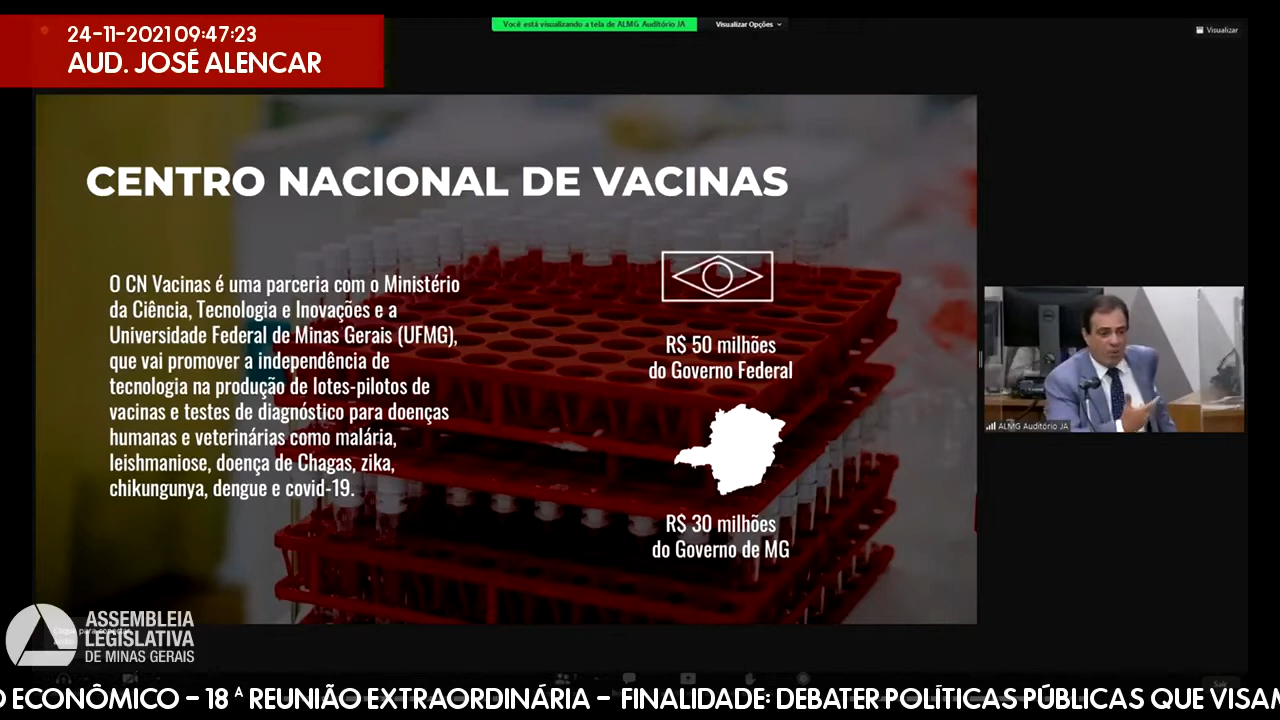 24-11-2021 09:47:23
AUD. JOSÉ ALENCAR
Você está visualizando a tela de ALMG Auditório JA
Visualizar Opções
Visualizar
CENTRO NACIONAL DE VACINAS
O CN Vacinas é uma parceria com o Ministério
da Ciência, Tecnologia e Inovações e a
Universidade Federal de Minas Gerais (UFMG),
que vai promover a independência de
tecnologia na produção de lotes-pilotos de
vacinas e testes de diagnóstico para doenças
humanas e veterinárias como malária,
leishmaniose, doença de Chagas, zika,
chikungunya, dengue e covid-19.
R$ 50 milhões
do Governo Federal
R$ 30 milhões
do Governo de MG
DELL
ALMG Auditório JA
ASSEMBLEIA
LEGISLATIVA
DE MINAS GERAIS
Sair
O ECONÔMICO - 18ª REUNIÃO EXTRAORDINÁRIA - FINALIDADE: DEBATER POLÍTICAS PÚBLICAS QUE VISAM